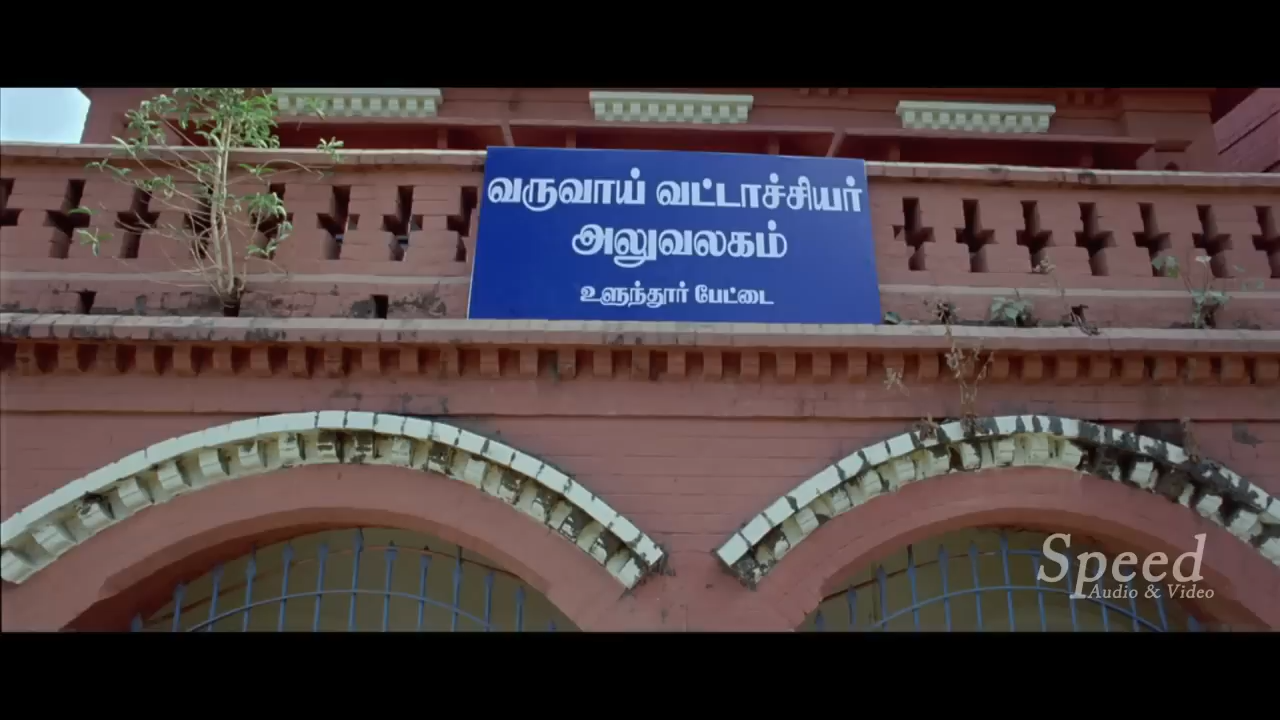 வருவாய் வட்டாச்சியர்
அலுவலகம்
உளுந்தூர் பேட்டை
Speed
Audio & Video